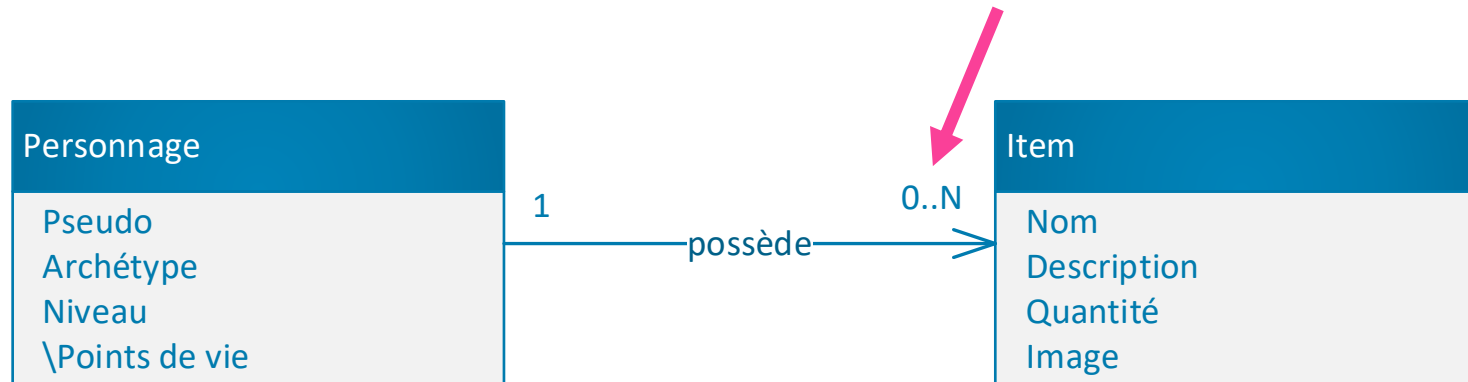 Personnage
Pseudo
Archétype
Niveau
\Points de vie
1
possède
0..N
Item
Nom
Description
Quantité
Image